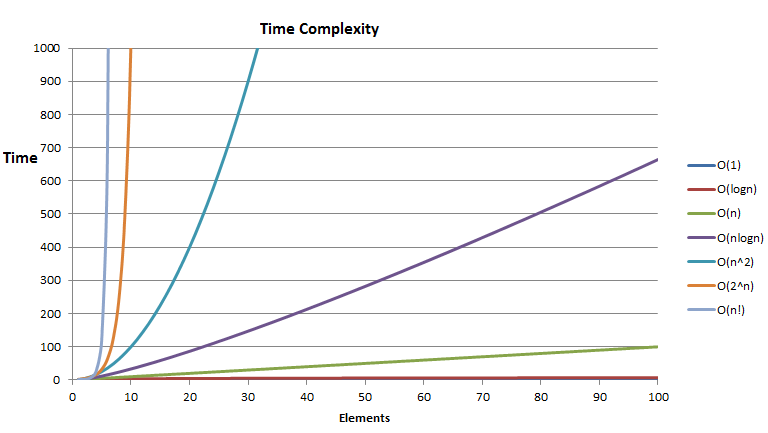 Time Complexity
1000
900
800
700
Time
600
500
400
300
200
100
0
0 10 20 30 40 50 60 70 80 90 100
Elements
O(1)
O(logn)
O(n)
O(nlogn)
O(n^2)
O(2^n)
O(n!)